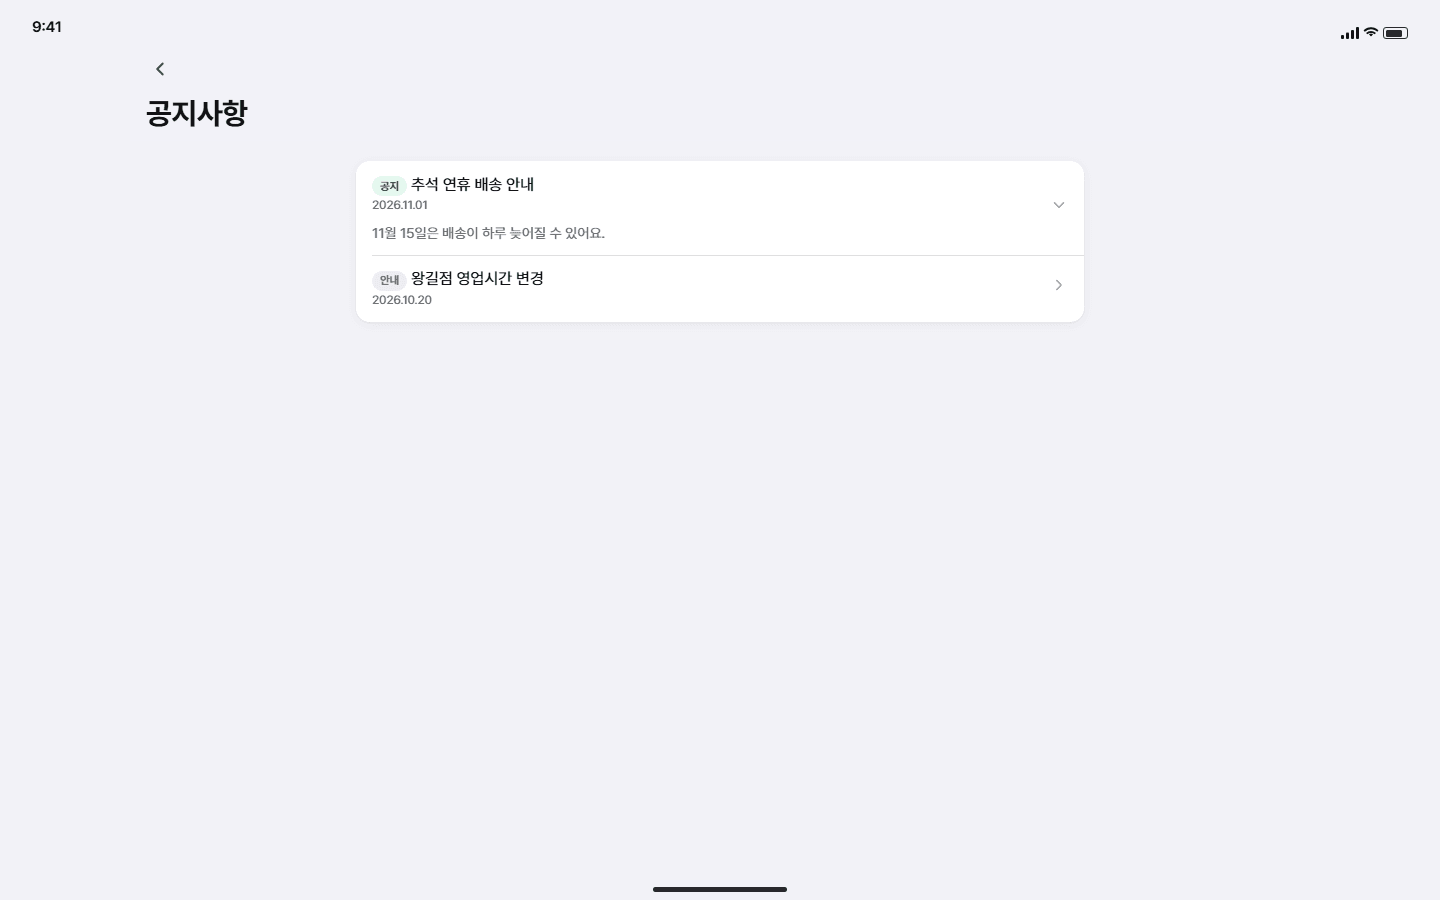 9:41
공지사항
공지 추석 연휴 배송 안내
2026.11.01
11월 15일은 배송이 하루 늦어질 수 있어요.
안내 왕길점 영업시간 변경
2026.10.20